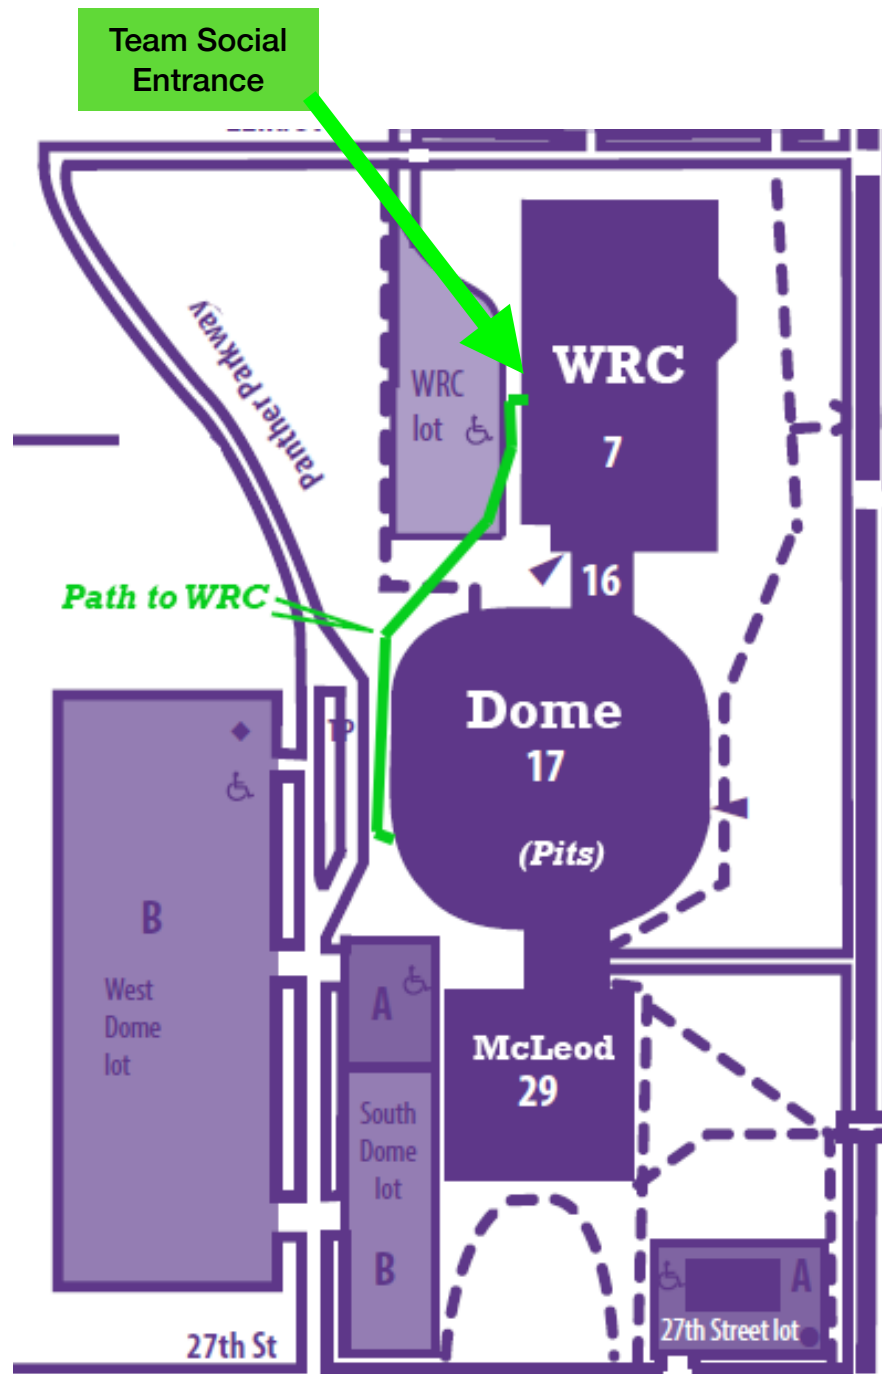 Team Social
Entrance
Panther Parkway
WRC
lot
WRC
7
16
Path to WRC
Dome
17
(Pits)
B
West
Dome
lot
A
McLeod
29
South
Dome
lot
B
A
27th Street lot
27th St